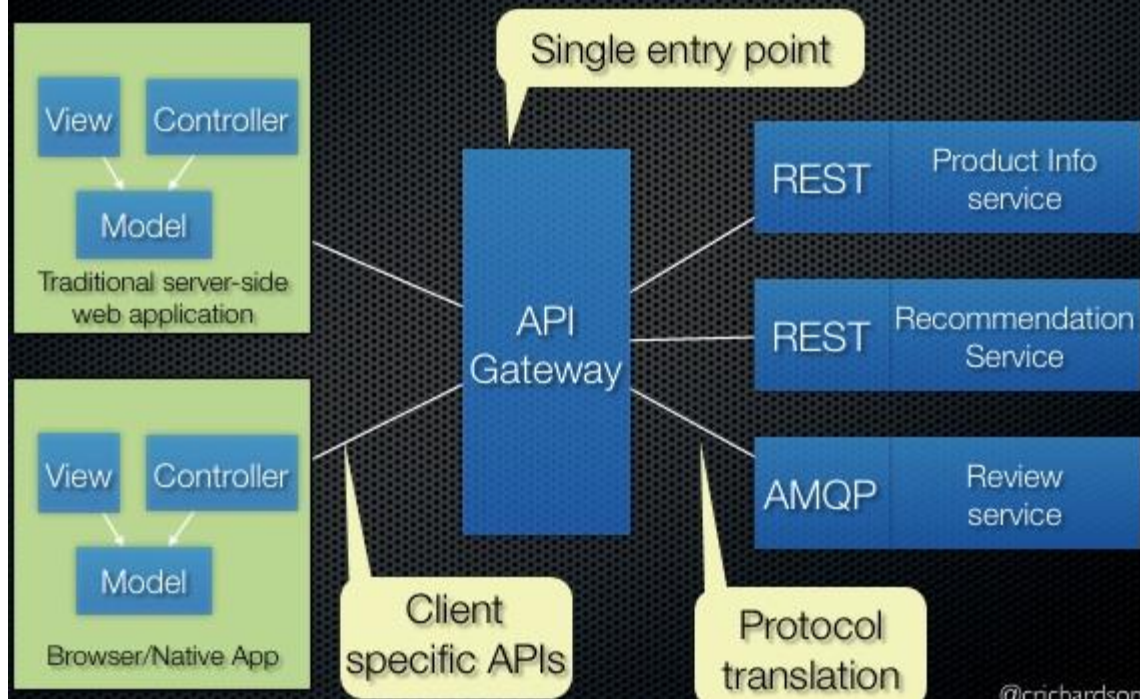 Single entry point
View
Controller
Model
Traditional server-side
web application
View
Controller
Model
Browser/Native App
API
Gateway
REST
Product Info
service
REST
Recommendation
Service
AMQP
Review
service
Client
specific APIs
Protocol
translation